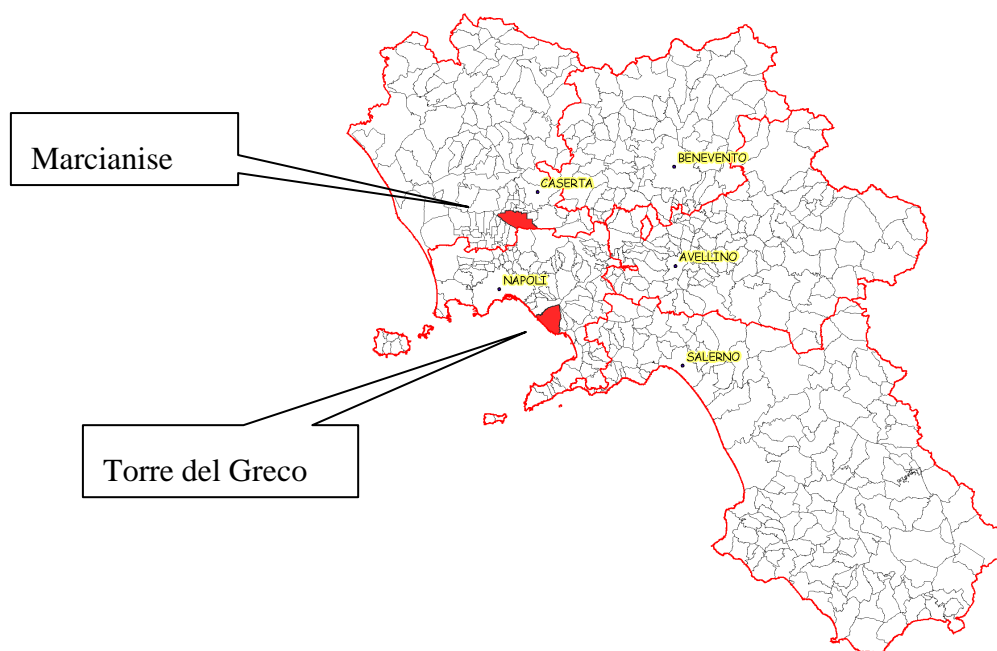 Marcianise
BENEVENTO
CASERTA
AVELLINO
NAPOLI
SALERNO
Torre del Greco